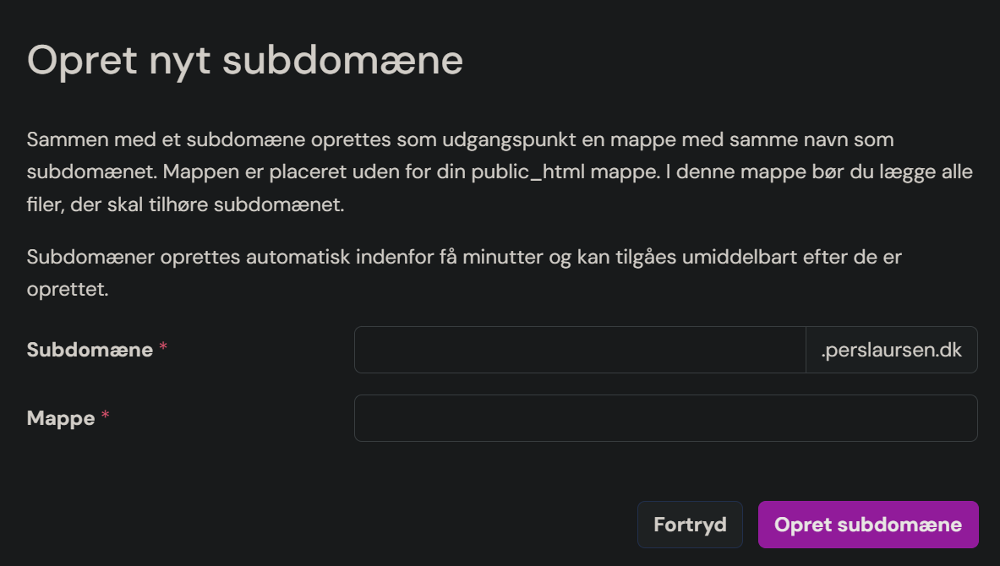 Opret nyt subdomæne
Sammen med et subdomæne oprettes som udgangspunkt en mappe med samme navn som
subdomænet. Mappen er placeret uden for din public_html mappe. I denne mappe bør du lægge alle
filer, der skal tilhøre subdomænet.
Subdomæner oprettes automatisk indenfor få minutter og kan tilgåes umiddelbart efter de er
oprettet.
Subdomæne * .perslaursen.dk
Mappe *
Fortryd Opret subdomæne